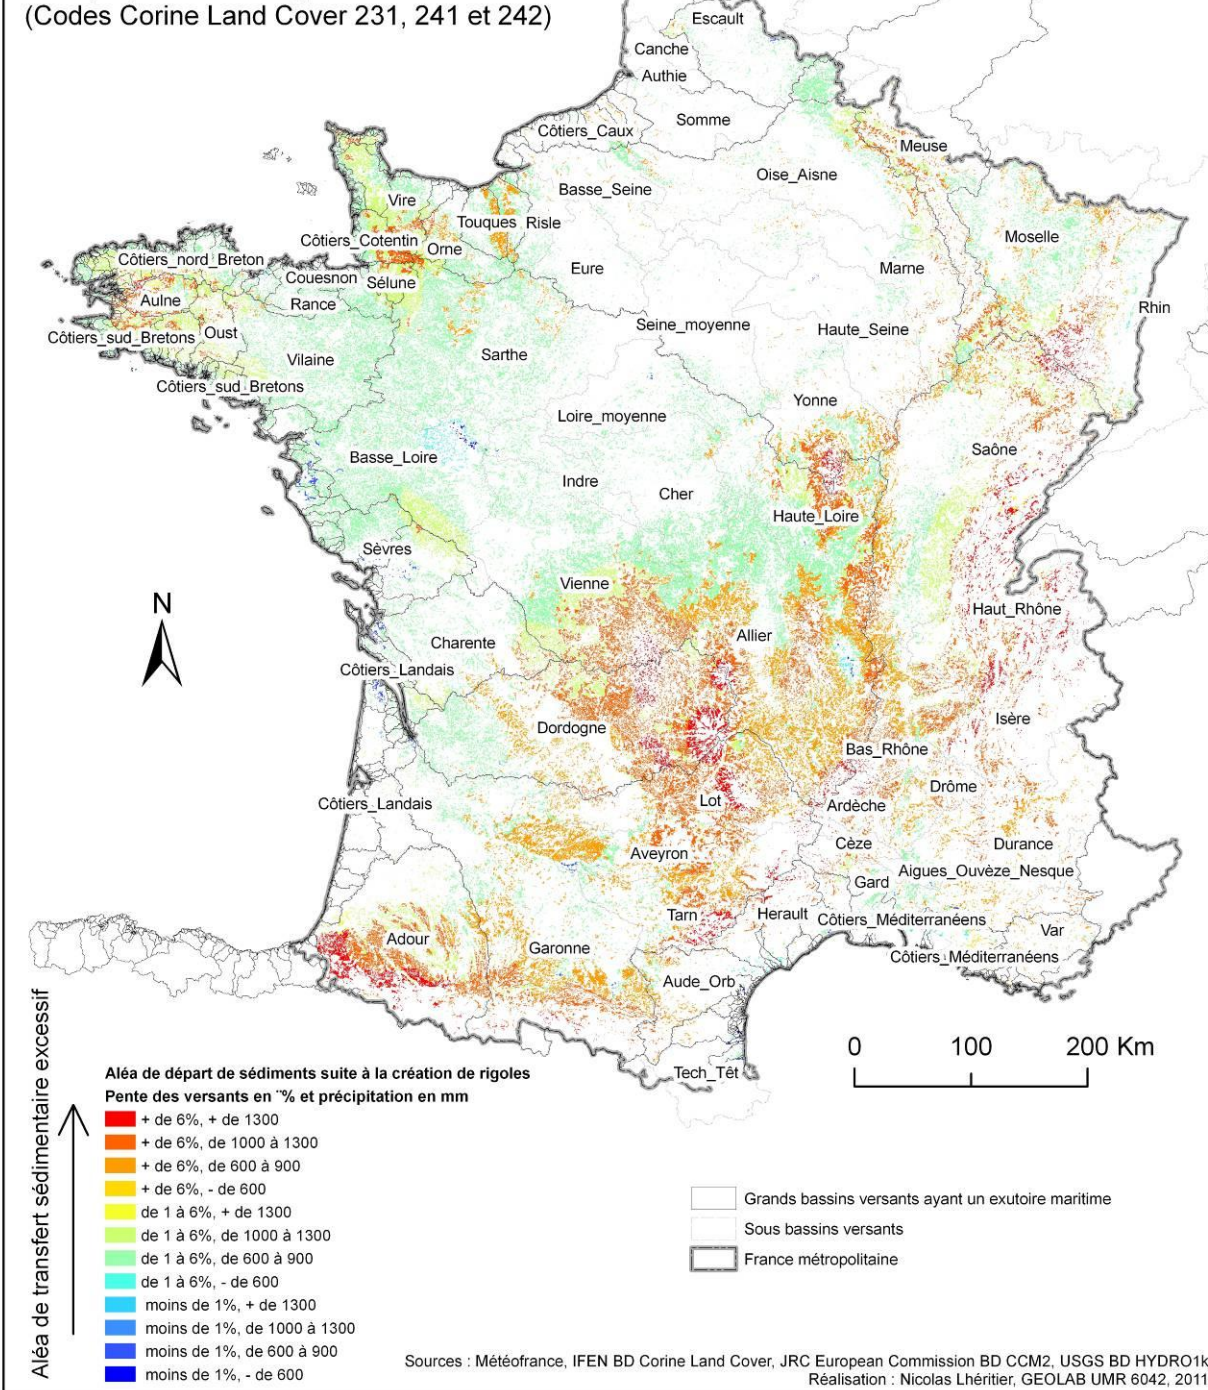 (Codes Corine Land Cover 231, 241 et 242)
Escault
Canche
Authie
Somme
Côtiers_Caux
Meuse
Oise_Aisne
Basse_Seine
Vire
Touques
Risle
Moselle
Côtiers_Cotentin
Orne
Côtiers_nord_Breton
Couesnon
Sélune
Eure
Marne
Aulne
Rance
Rhin
Seine_moyenne
Haute_Seine
Côtiers_sud_Bretons
Oust
Vilaine
Sarthe
Côtiers_sud_Bretons
Yonne
Loire_moyenne
Saône
Basse_Loire
Indre
Cher
Haute_Loire
Sèvres
Vienne
N
Haut_Rhône
Allier
Charente
Côtiers_Landais
Isère
Dordogne
Bas_Rhône
Drôme
Côtiers_Landais
Lot
Ardèche
Cèze
Durance
Aveyron
Aigues_Ouvèze_Nesque
Gard
Tarn
Herault
Côtiers_Méditerranéens
Var
Adour
Garonne
Côtiers_Méditerranéens
Aude_Orb
0 100 200 Km
Tech_Têt
Aléa de transfert sédimentaire excessif
Aléa de départ de sédiments suite à la création de rigoles
Pente des versants en ¨% et précipitation en mm
+ de 6%, + de 1300
+ de 6%, de 1000 à 1300
+ de 6%, de 600 à 900
+ de 6%, - de 600
de 1 à 6%, + de 1300
de 1 à 6%, de 1000 à 1300
de 1 à 6%, de 600 à 900
de 1 à 6%, - de 600
moins de 1%, + de 1300
moins de 1%, de 1000 à 1300
moins de 1%, de 600 à 900
moins de 1%, - de 600
Grands bassins versants ayant un exutoire maritime
Sous bassins versants
France métropolitaine
Sources : Météofrance, IFEN BD Corine Land Cover, JRC European Commission BD CCM2, USGS BD HYDRO1k
Réalisation : Nicolas Lhéritier, GEOLAB UMR 6042, 2011